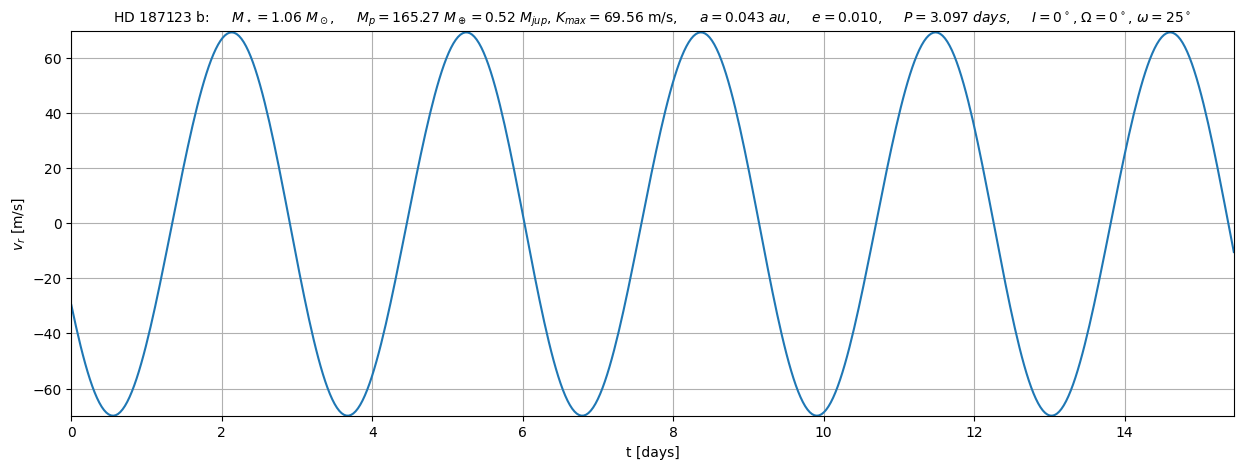 HD 187123 b: M⋆ = 1.06 M⊙, Mp = 165.27 M⊕ = 0.52 Mjup, Kmax = 69.56 m/s, a = 0.043 au, e = 0.010, P = 3.097 days, I = 0°, Ω = 0°, ω = 25°
60
40
20
0
−20
−40
−60
vr [m/s]
0 2 4 6 8 10 12 14
t [days]